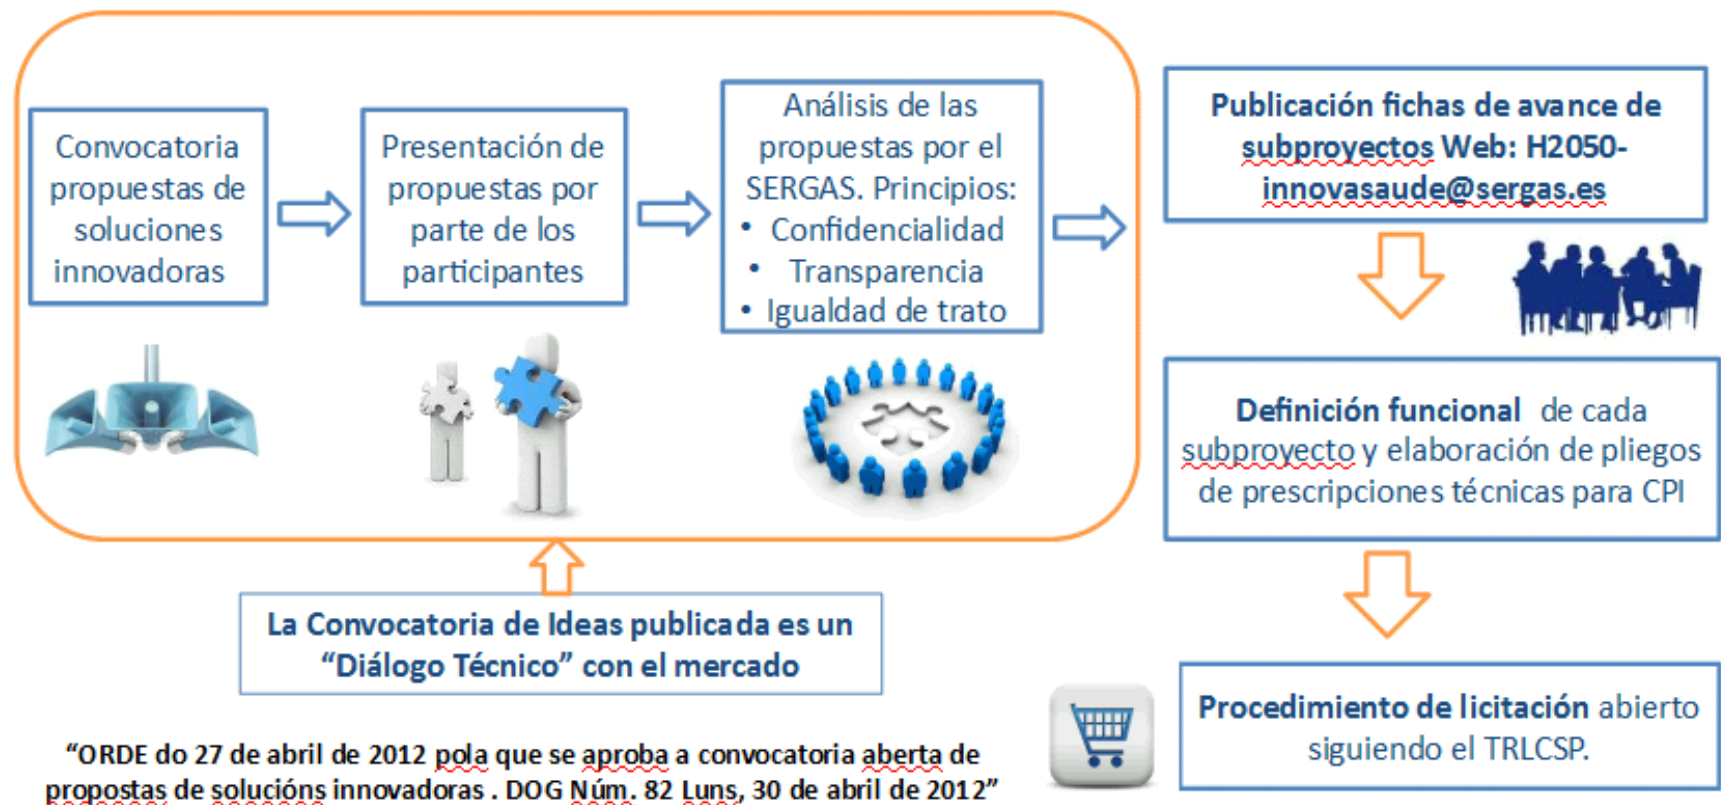 Convocatoria
propuestas de
soluciones
innovadoras
Presentación de
propuestas por
parte de los
participantes
Análisis de las
propuestas por el
SERGAS. Principios:
• Confidencialidad
• Transparencia
• Igualdad de trato
Publicación fichas de avance de
subproyectos Web: H2050-
innovasaude@sergas.es
Definición funcional de cada
subproyecto y elaboración de pliegos
de prescripciones técnicas para CPI
Procedimiento de licitación abierto
siguiendo el TRLCSP.
La Convocatoria de Ideas publicada es un
“Diálogo Técnico” con el mercado
“ORDE do 27 de abril de 2012 pola que se aproba a convocatoria aberta de
propostas de solucións innovadoras . DOG Núm. 82 Luns, 30 de abril de 2012”